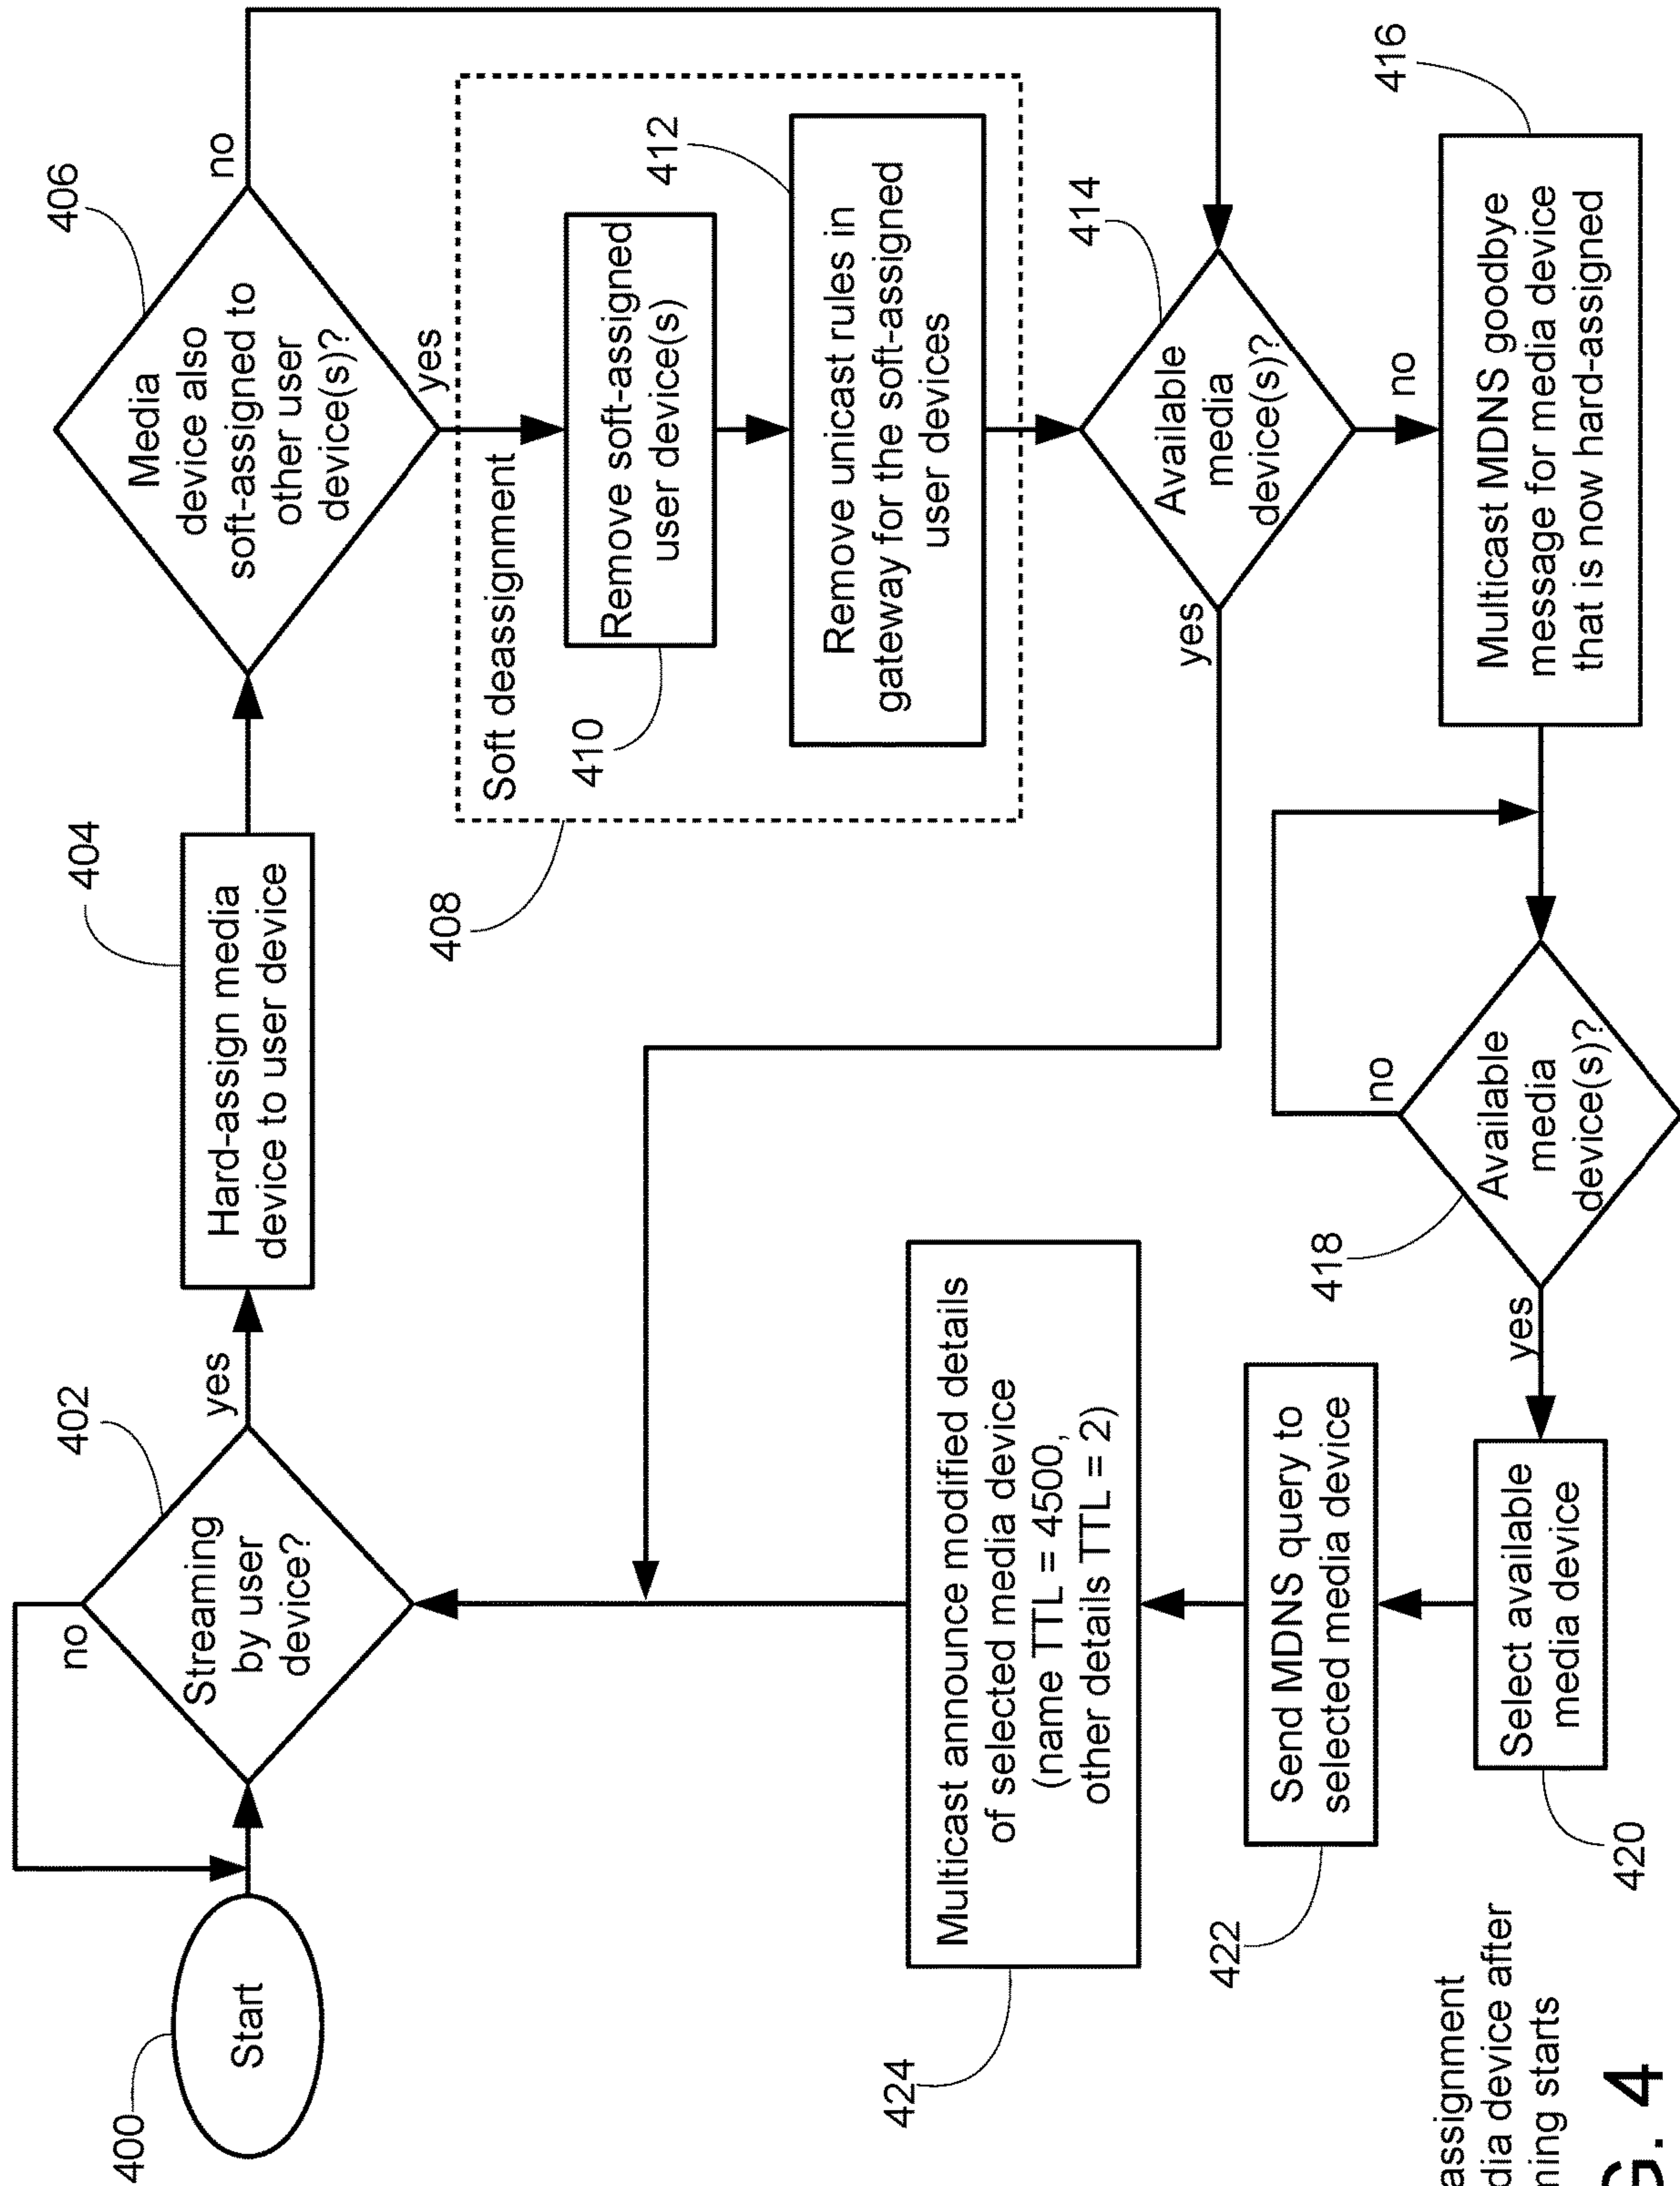 400
Start
no
402
Streaming
by user
device?
yes
404
Hard-assign media
device to user device
406
Media
device also
soft-assigned to
other user
device(s)?
no
yes
408
Soft deassignment
410
Remove soft-assigned
user device(s)
412
Remove unicast rules in
gateway for the soft-assigned
user devices
414
Available
media
device(s)?
yes
no
416
Multicast MDNS goodbye
message for media device
that is now hard-assigned
418
Available
media
device(s)?
no
yes
420
Select available
media device
422
Send MDNS query to
selected media device
424
Multicast announce modified details
of selected media device
(name TTL = 4500,
other details TTL = 2)
assignment
dia device after
ning starts
G. 4